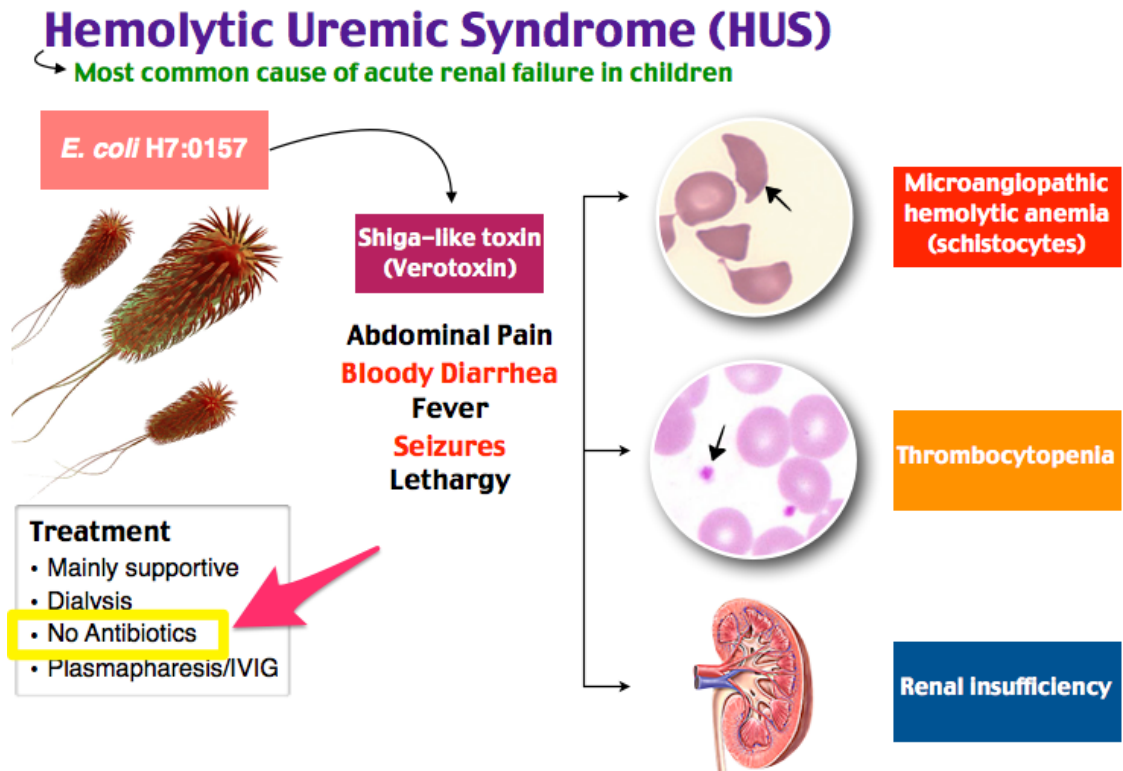 Hemolytic Uremic Syndrome (HUS)
Most common cause of acute renal failure in children
E. coli H7:0157
Shiga-like toxin
(Verotoxin)
Abdominal Pain
Bloody Diarrhea
Fever
Seizures
Lethargy
Treatment
• Mainly supportive
• Dialysis
• No Antibiotics
• Plasmapharesis/IVIG
Microangiopathic
hemolytic anemia
(schistocytes)
Thrombocytopenia
Renal insufficiency